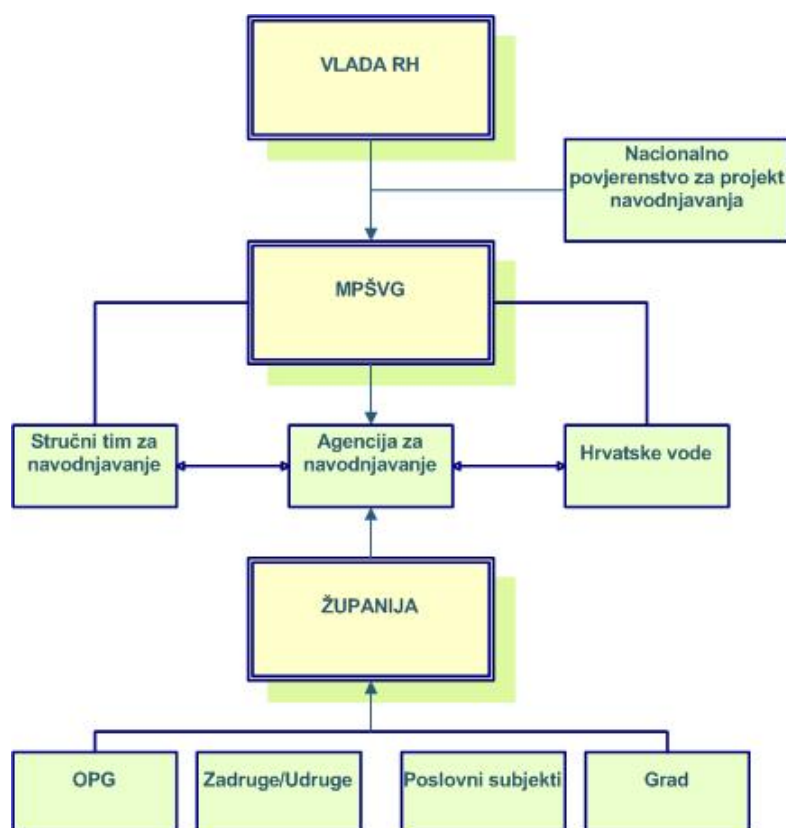 VLADA RH
Nacionalno
povjerenstvo za projekt
navodnjavanja
MPŠVG
Stručni tim za
navodnjavanje
Agencija za
navodnjavanje
Hrvatske vode
ŽUPANIJA
OPG
Zadruge/Udruge
Poslovni subjekti
Grad